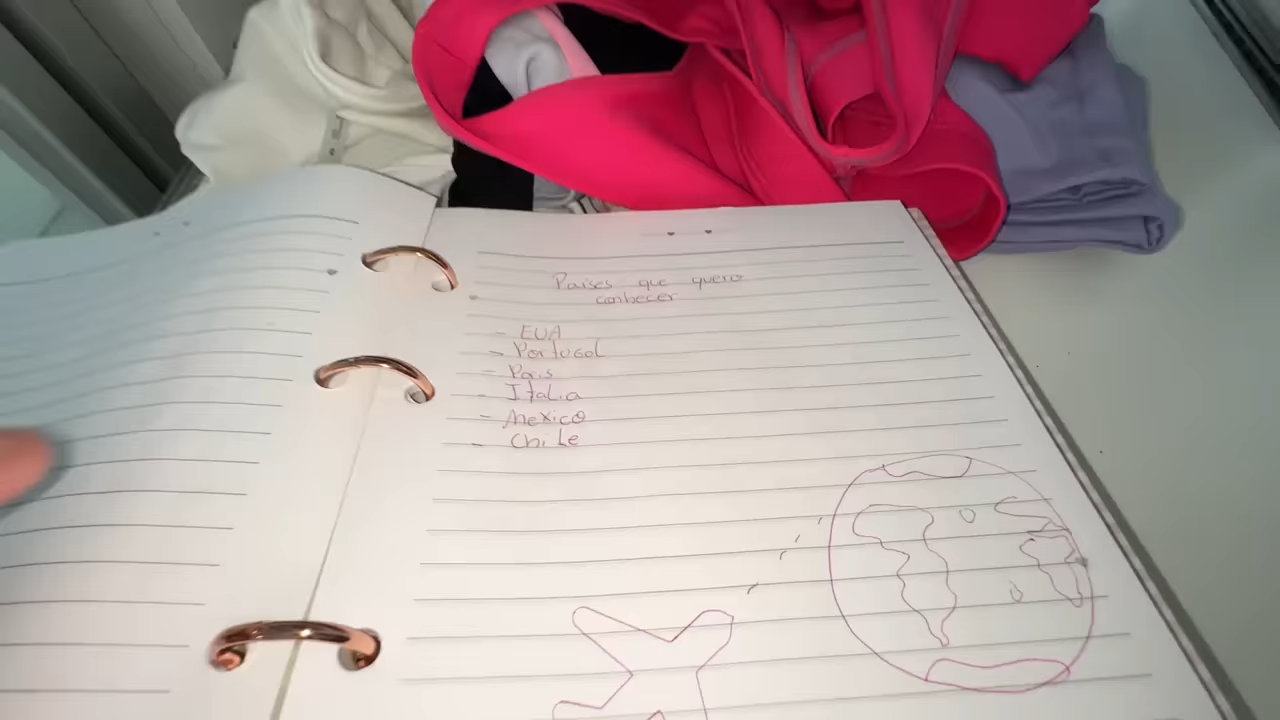 Países que quero
conhecer
- EUA
- Portugal
- Paris
- Italia
- Mexico
- Chile